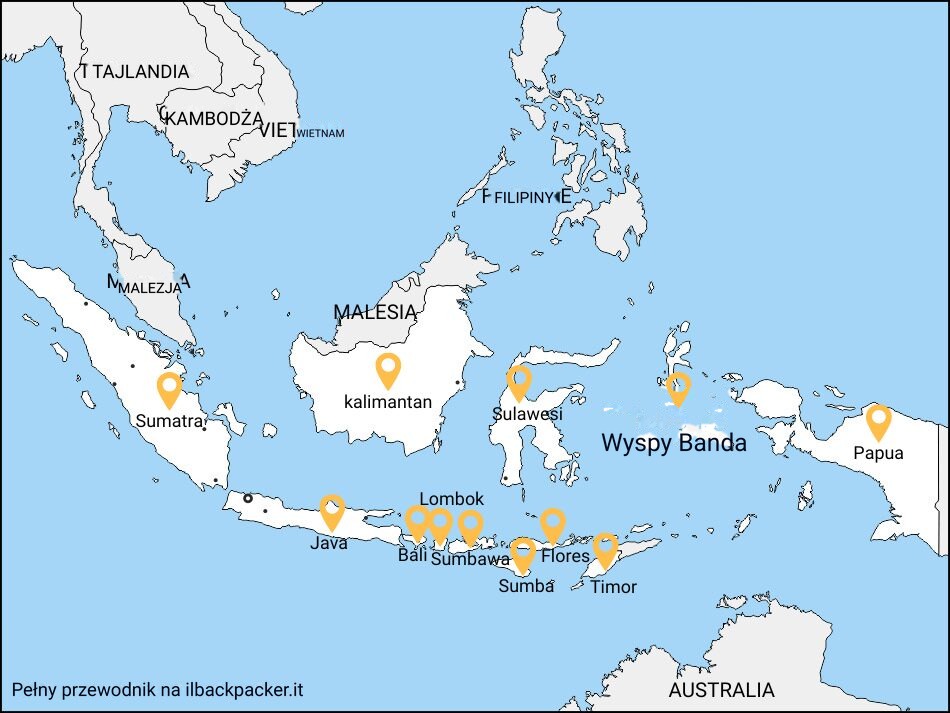 TAJLANDIA
KAMBODŻA
WIETNAM
FILIPINY
MALEZJA
MALESIA
kalimantan
Sumatra
Sulawesi
Wyspy Banda
Papua
Lombok
Java
Bali
Sumbawa
Flores
Sumba
Timor
Pełny przewodnik na ilbackpacker.it
AUSTRALIA